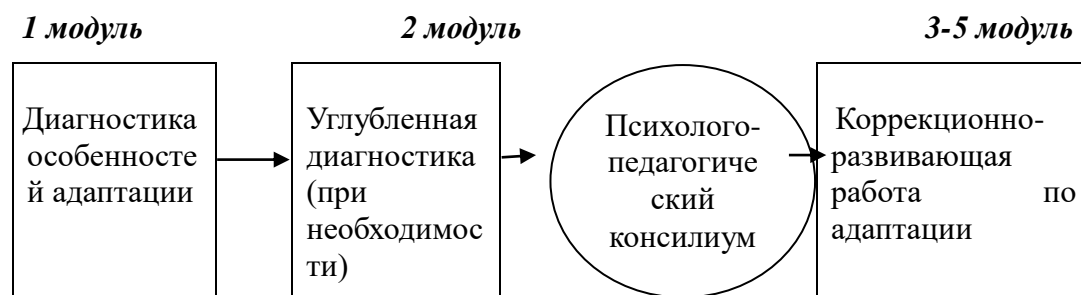 1 модуль
2 модуль
3-5 модуль
Диагностика
особенносте
й адаптации
Углубленная
диагностика
(при
необходимос
ти)
Психолого-
педагогиче
ский
консилиум
Коррекционно-
развивающая
работа по
адаптации